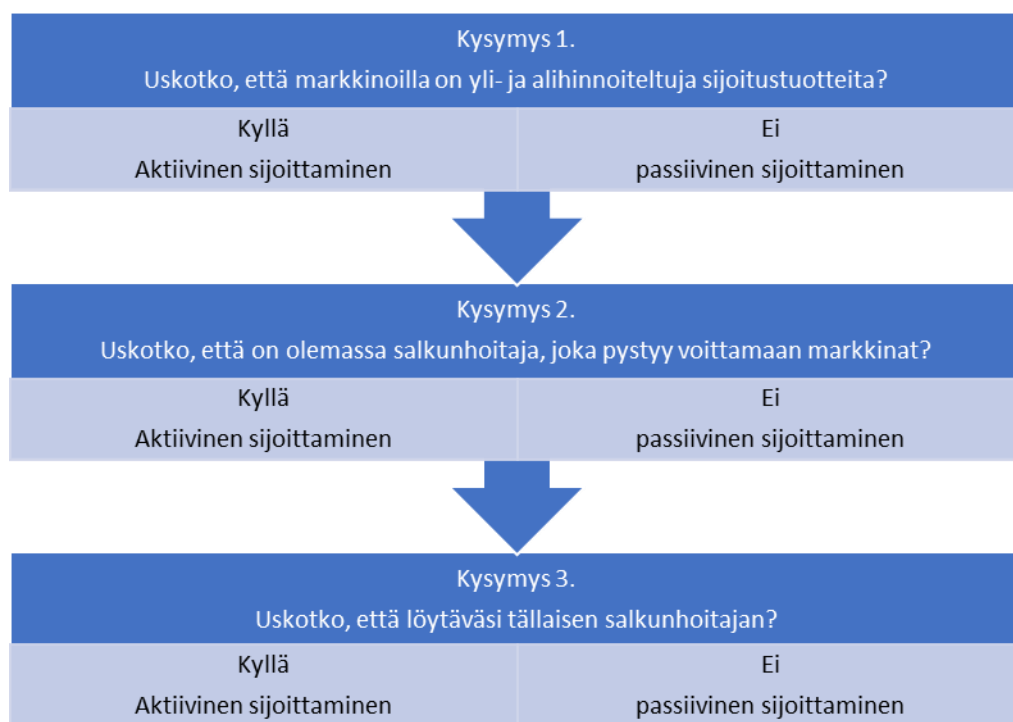 Kysymys 1.
Uskotko, että markkinoilla on yli- ja alihinnoiteltuja sijoitustuotteita?
Kyllä
Aktiivinen sijoittaminen
Ei
passiivinen sijoittaminen
Kysymys 2.
Uskotko, että on olemassa salkunhoitaja, joka pystyy voittamaan markkinat?
Kyllä
Aktiivinen sijoittaminen
Ei
passiivinen sijoittaminen
Kysymys 3.
Uskotko, että löytäväsi tällaisen salkunhoitajan?
Kyllä
Aktiivinen sijoittaminen
Ei
passiivinen sijoittaminen